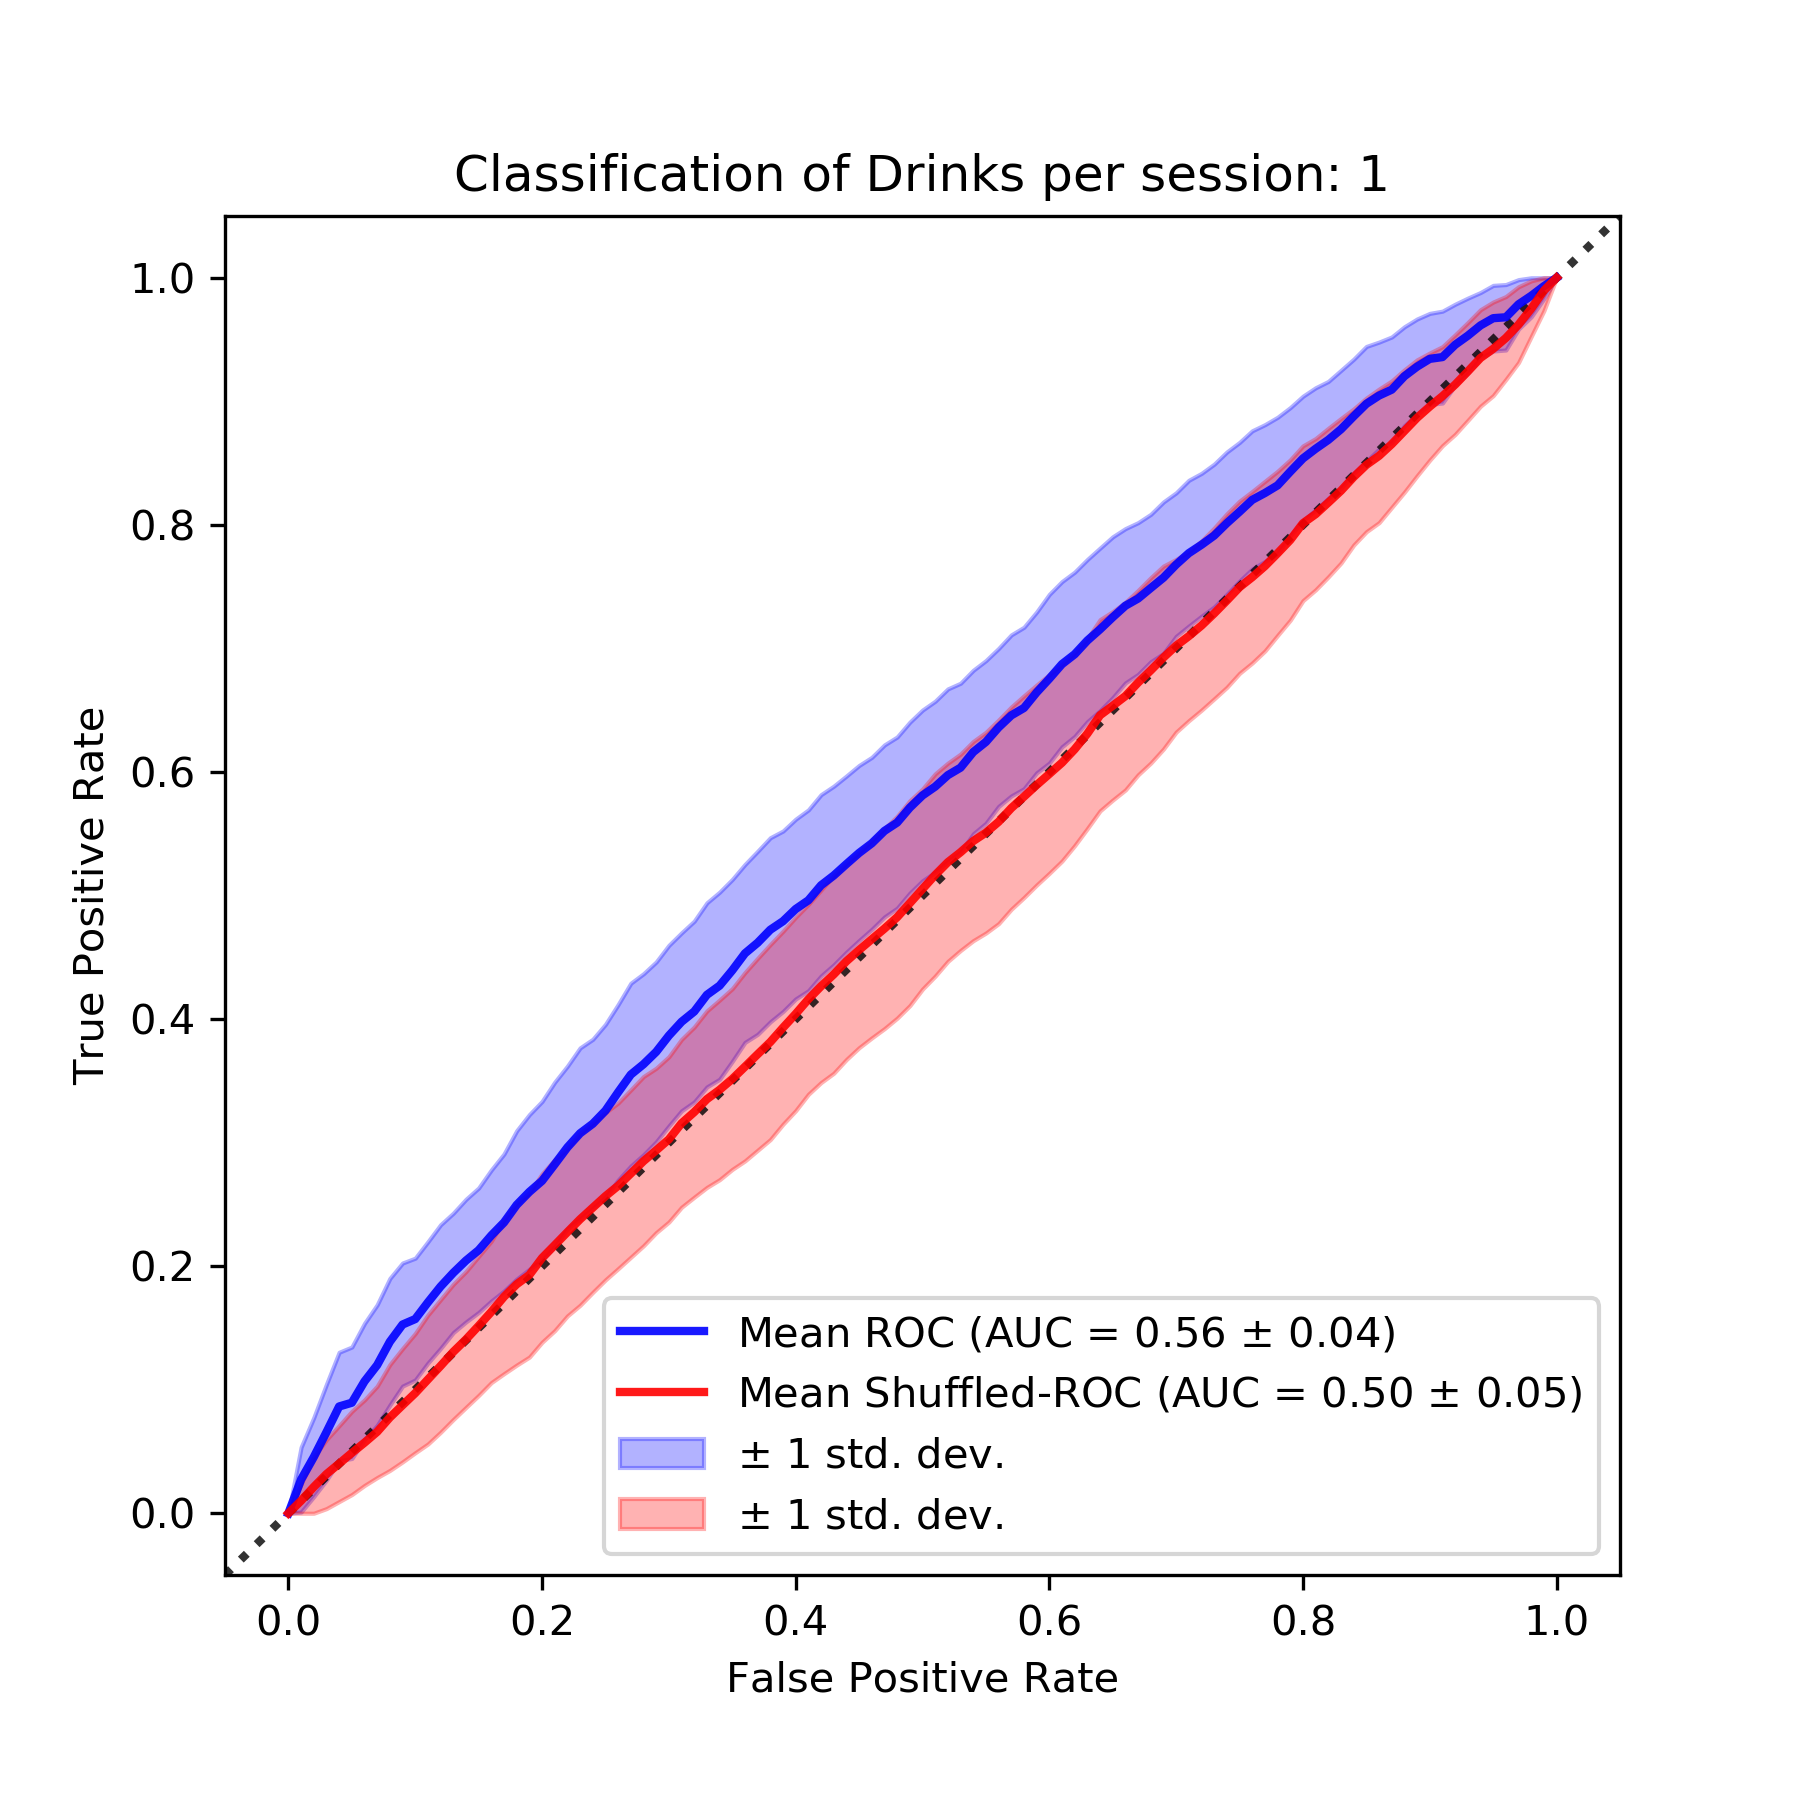 Classification of Drinks per session: 1
1.0
0.8
0.6
0.4
0.2
0.0
True Positive Rate
Mean ROC (AUC = 0.56 ± 0.04)
Mean Shuffled-ROC (AUC = 0.50 ± 0.05)
± 1 std. dev.
± 1 std. dev.
0.0 0.2 0.4 0.6 0.8 1.0
False Positive Rate